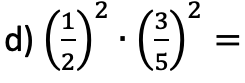 d) (1/2)² · (3/5)² =